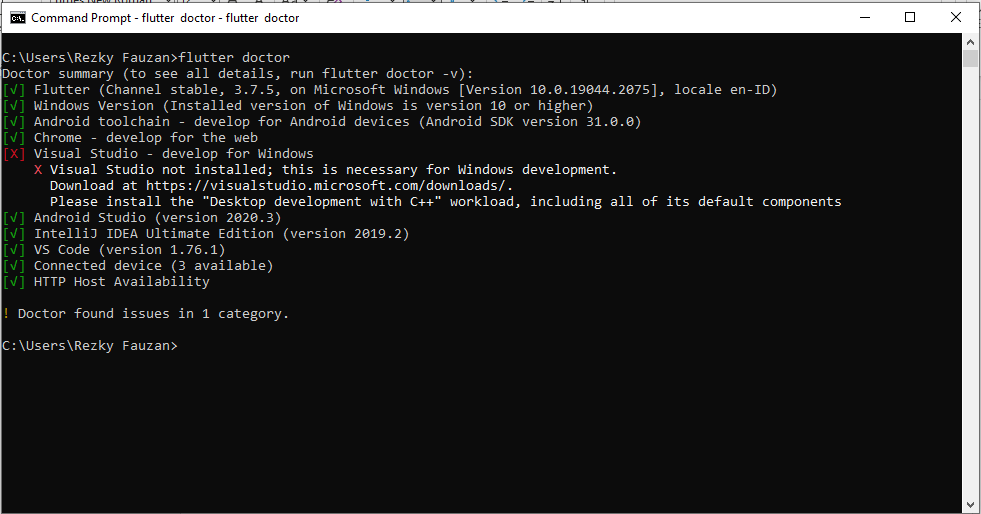 Command Prompt - flutter doctor - flutter doctor
C:\Users\Rezky Fauzan>flutter doctor
Doctor summary (to see all details, run flutter doctor -v):
[√] Flutter (Channel stable, 3.7.5, on Microsoft Windows [Version 10.0.19044.2075], locale en-ID)
[√] Windows Version (Installed version of Windows is version 10 or higher)
[√] Android toolchain - develop for Android devices (Android SDK version 31.0.0)
[√] Chrome - develop for the web
[X] Visual Studio - develop for Windows
X Visual Studio not installed; this is necessary for Windows development.
Download at https://visualstudio.microsoft.com/downloads/.
Please install the "Desktop development with C++" workload, including all of its default components
[√] Android Studio (version 2020.3)
[√] IntelliJ IDEA Ultimate Edition (version 2019.2)
[√] VS Code (version 1.76.1)
[√] Connected device (3 available)
[√] HTTP Host Availability
! Doctor found issues in 1 category.
C:\Users\Rezky Fauzan>